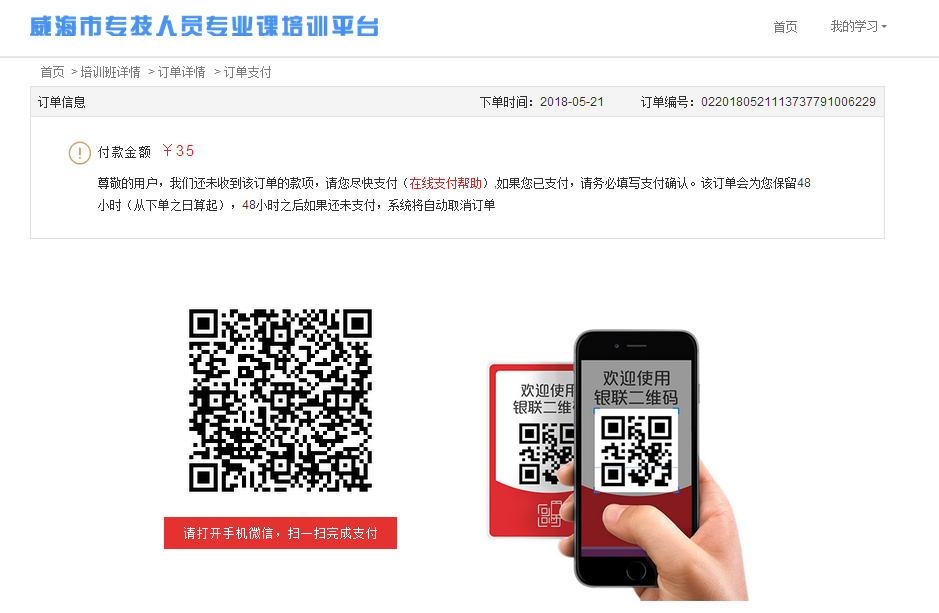 威海市专技人员专业课培训平台
首页 我的学习
首页 >培训班详情 >订单详情 >订单支付
订单信息 下单时间：2018-05-21 订单编号：0220180521113737791006229
付款金额 ￥35
尊敬的用户，我们还未收到该订单的款项，请您尽快支付（在线支付帮助）,如果您已支付，请务必填写支付确认。该订单会为您保留48
小时（从下单之日算起），48小时之后如果还未支付，系统将自动取消订单
请打开手机微信，扫一扫完成支付
欢迎使用
银联二维
欢迎使用
银联二维码